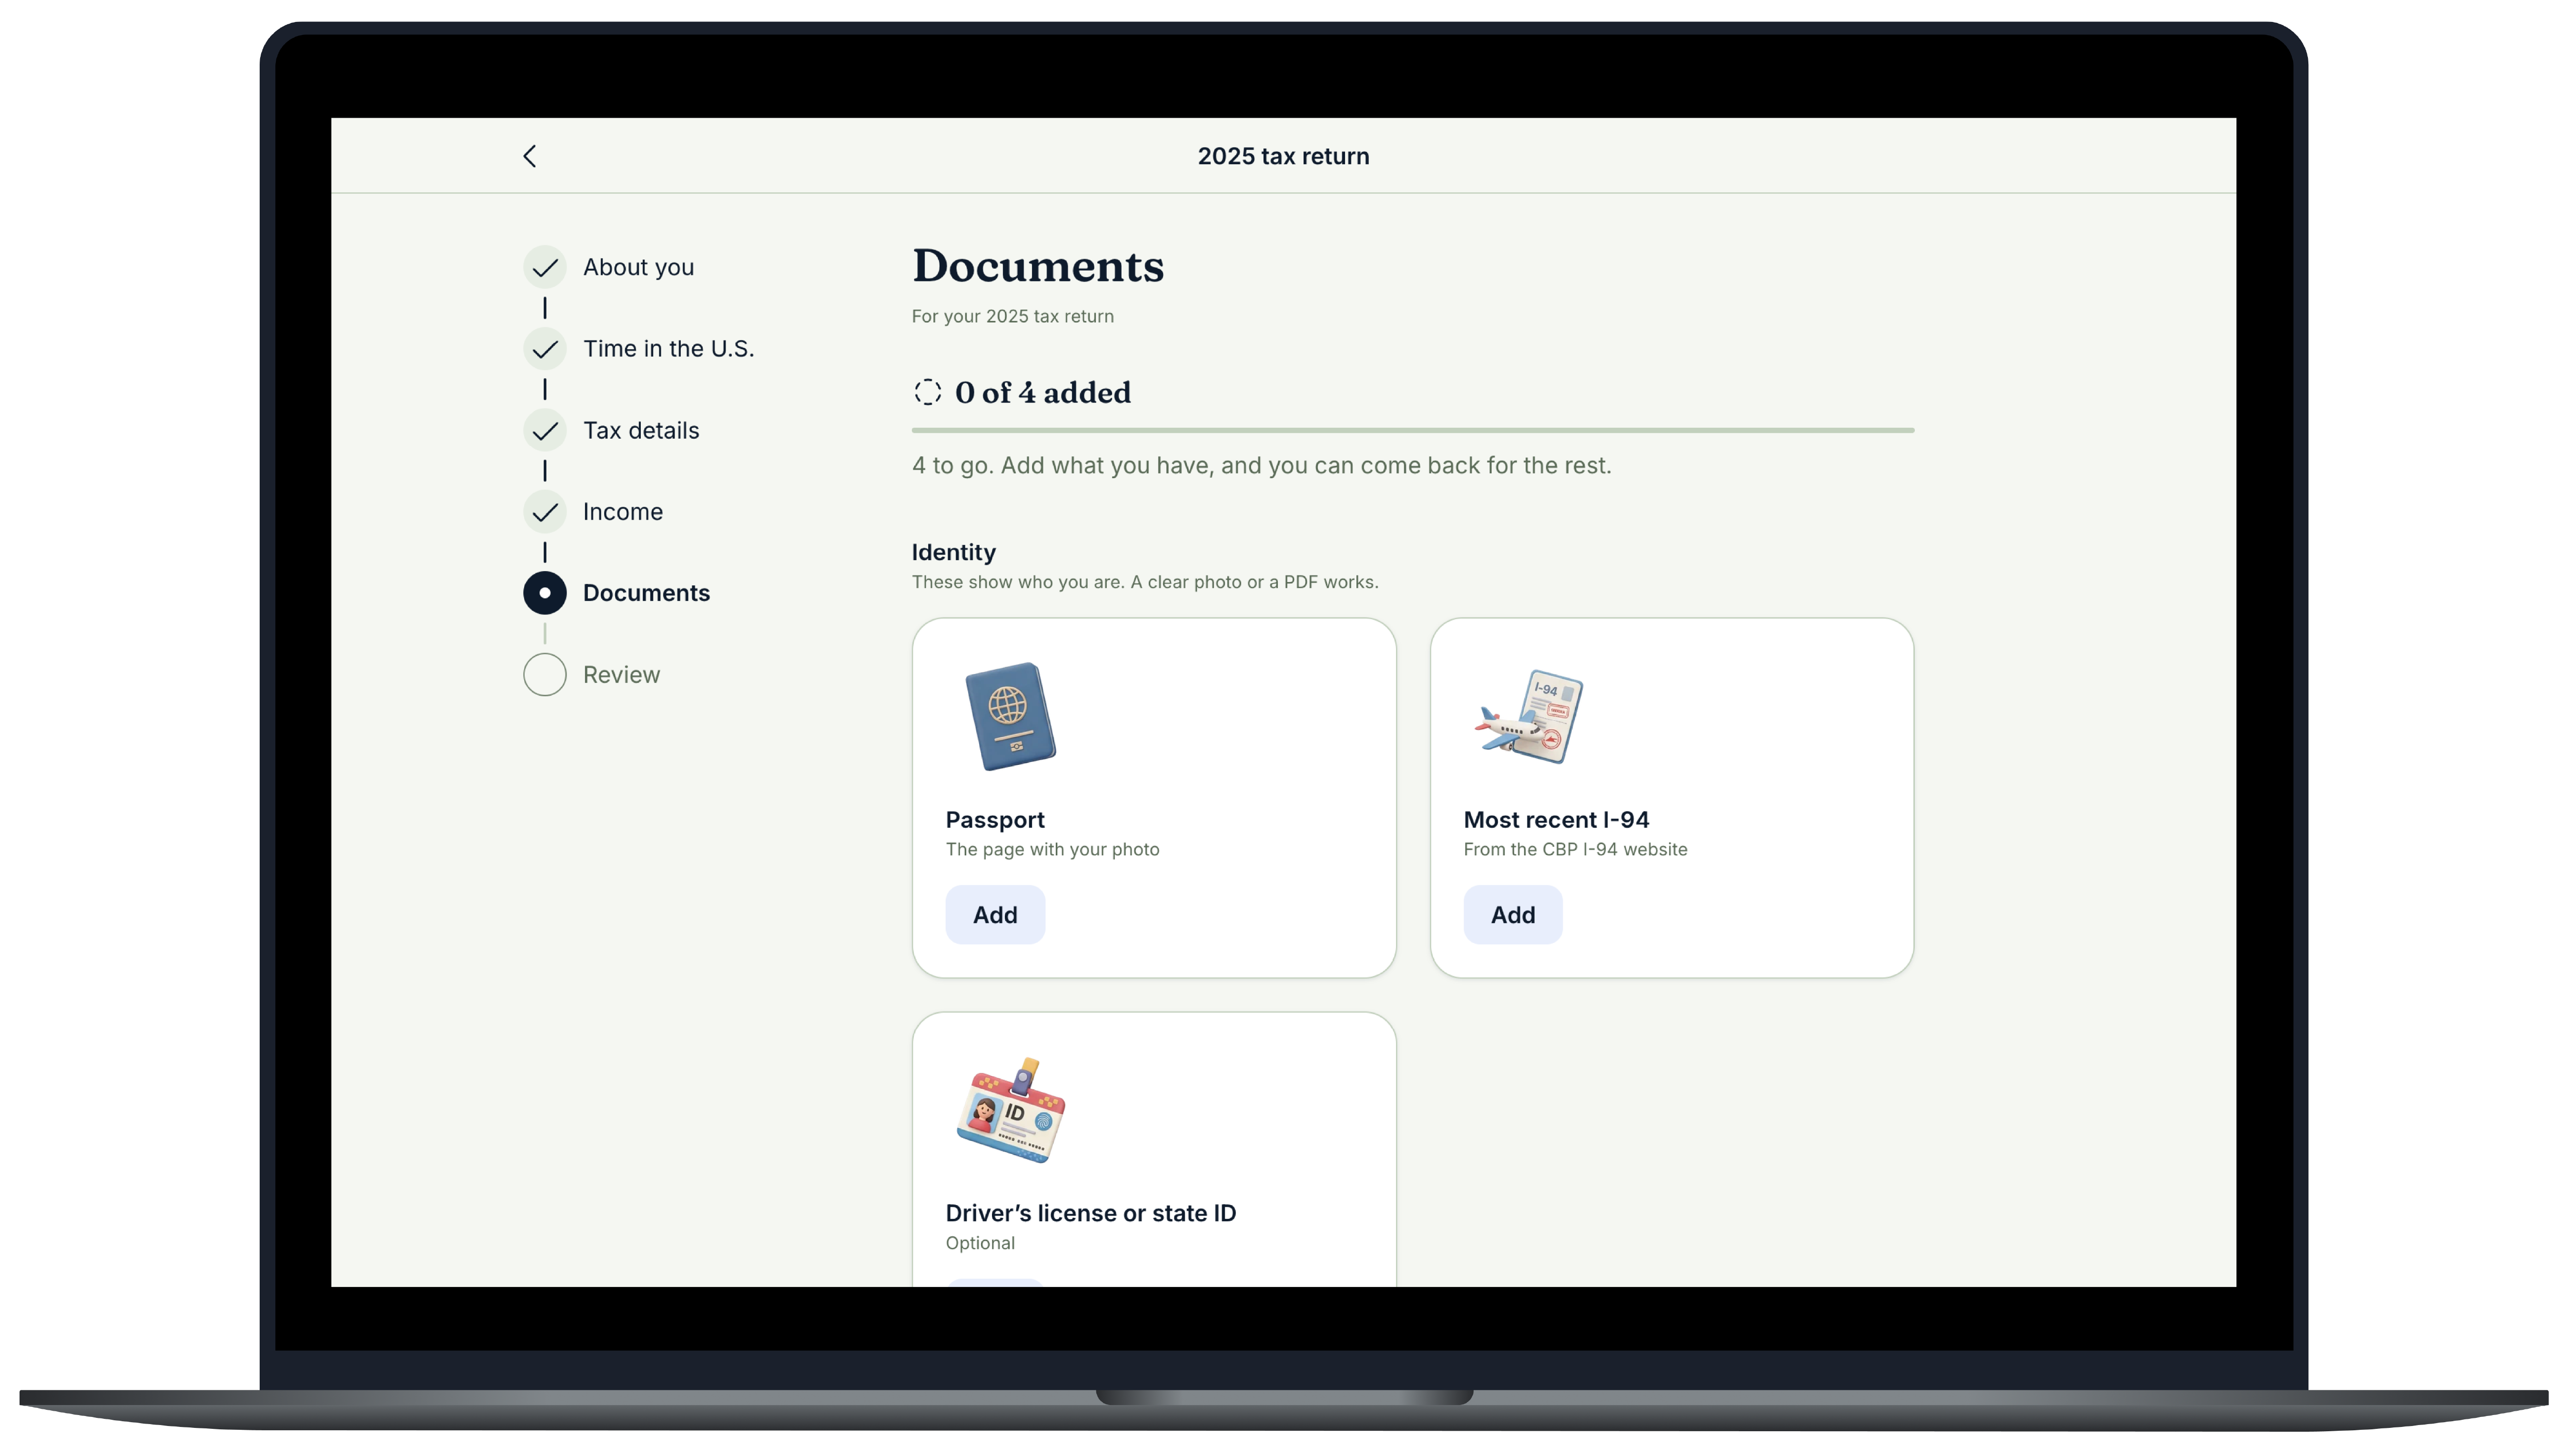 2025 tax return
About you
Time in the U.S.
Tax details
Income
Documents
Review
Documents
For your 2025 tax return
0 of 4 added
4 to go. Add what you have, and you can come back for the rest.
Identity
These show who you are. A clear photo or a PDF works.
I-94
Passport
The page with your photo
Add
Most recent I-94
From the CBP I-94 website
Add
ID
Driver’s license or state ID
Optional